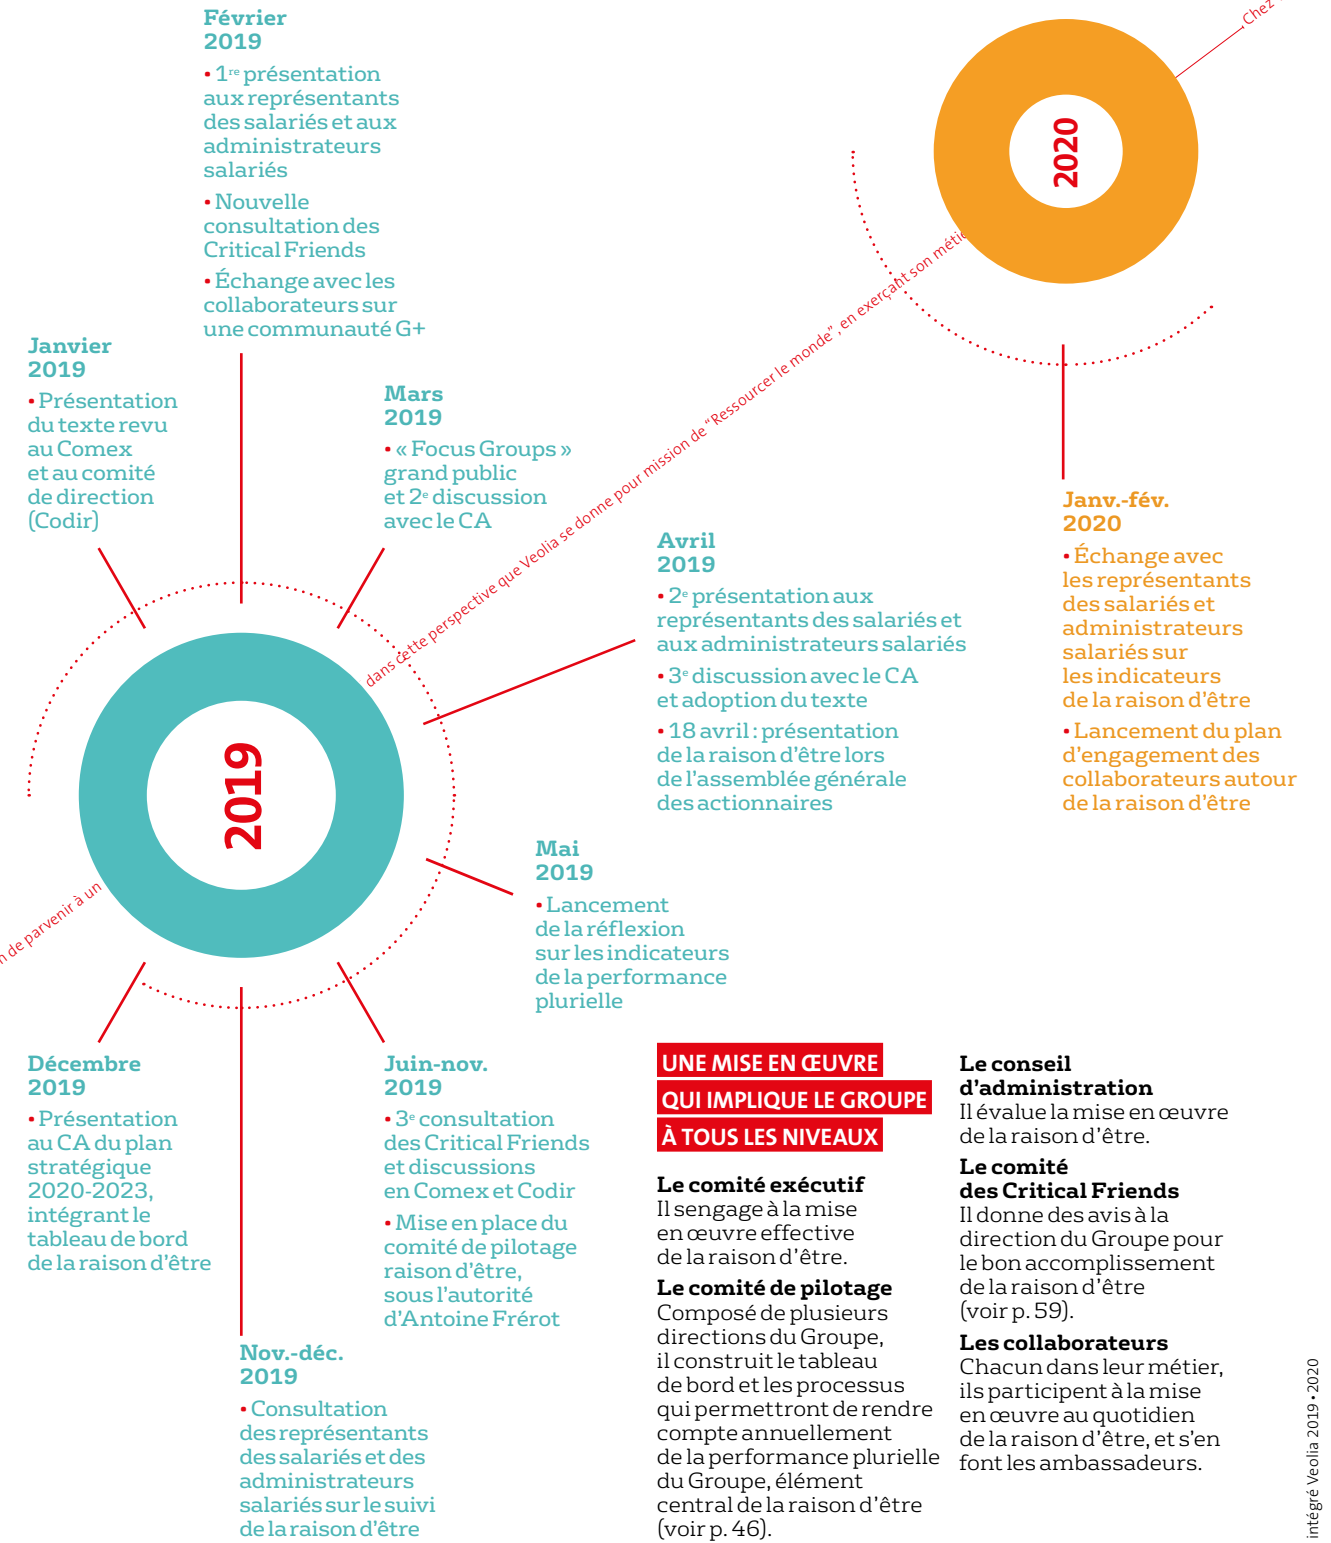 Février
2019
• 1re présentation
aux représentants
des salariés et aux
administrateurs
salariés
• Nouvelle
consultation des
Critical Friends
• Échange avec les
collaborateurs sur
une communauté G+
Janvier
2019
• Présentation
du texte revu
au Comex
et au comité
de direction
(Codir)
Mars
2019
• « Focus Groups »
grand public
et 2e discussion
avec le CA
Avril
2019
• 2e présentation aux
représentants des salariés et
aux administrateurs salariés
• 3e discussion avec le CA
et adoption du texte
• 18 avril : présentation
de la raison d’être lors
de l’assemblée générale
des actionnaires
Mai
2019
• Lancement
de la réflexion
sur les indicateurs
de la performance
plurielle
Juin-nov.
2019
• 3e consultation
des Critical Friends
et discussions
en Comex et Codir
• Mise en place du
comité de pilotage
raison d’être,
sous l’autorité
d’Antoine Frérot
Nov.-déc.
2019
• Consultation
des représentants
des salariés et des
administrateurs
salariés sur le suivi
de la raison d’être
Décembre
2019
• Présentation
au CA du plan
stratégique
2020-2023,
intégrant le
tableau de bord
de la raison d’être
2019
de parvenir à un
dans cette perspective que Veolia se donne pour mission de “Ressourcer le monde”, en exerçant son métie
Chez
2020
Janv.-fév.
2020
• Échange avec
les représentants
des salariés et
administrateurs
salariés sur
les indicateurs
de la raison d’être
• Lancement du plan
d’engagement des
collaborateurs autour
de la raison d’être
UNE MISE EN ŒUVRE
QUI IMPLIQUE LE GROUPE
À TOUS LES NIVEAUX
Le comité exécutif
Il sengage à la mise
en œuvre effective
de la raison d’être.
Le comité de pilotage
Composé de plusieurs
directions du Groupe,
il construit le tableau
de bord et les processus
qui permettront de rendre
compte annuellement
de la performance plurielle
du Groupe, élément
central de la raison d’être
(voir p. 46).
Le conseil
d’administration
Il évalue la mise en œuvre
de la raison d’être.
Le comité
des Critical Friends
Il donne des avis à la
direction du Groupe pour
le bon accomplissement
de la raison d’être
(voir p. 59).
Les collaborateurs
Chacun dans leur métier,
ils participent à la mise
en œuvre au quotidien
de la raison d’être, et s’en
font les ambassadeurs.
intégré Veolia 2019 • 2020